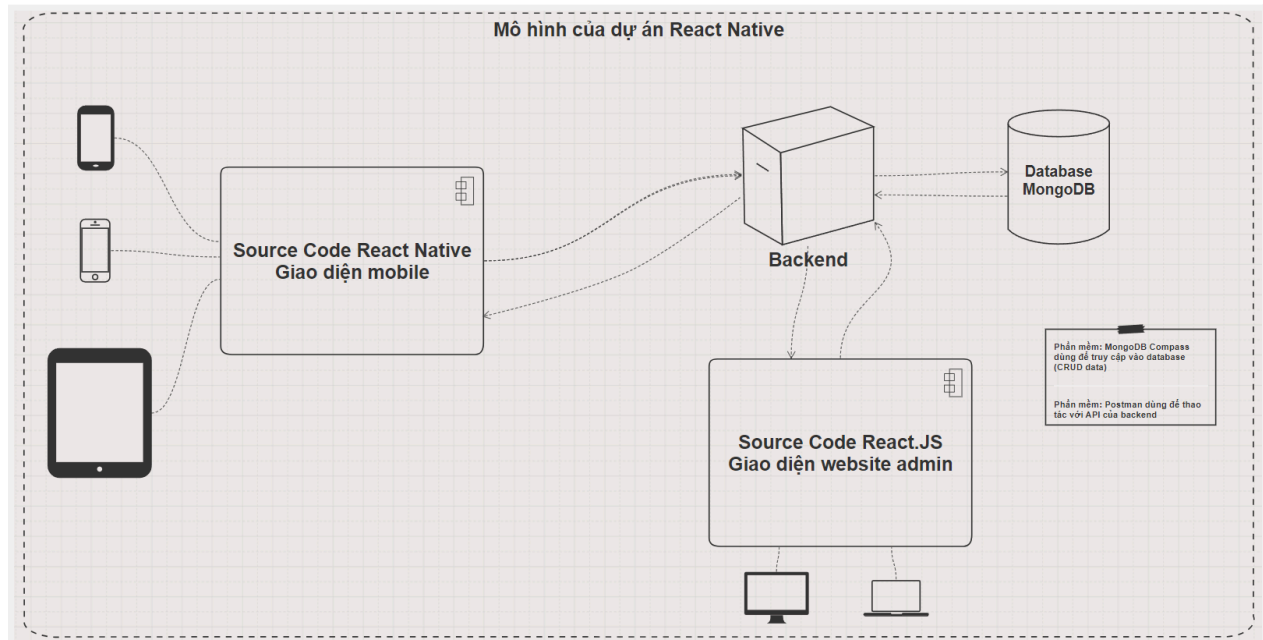 Mô hình của dự án React Native
Source Code React Native
Giao diện mobile
Backend
Database
MongoDB
Source Code React.JS
Giao diện website admin
Phần mềm: MongoDB Compass
dùng để truy cập vào database
(CRUD data)
Phần mềm: Postman dùng để thao
tác với API của backend